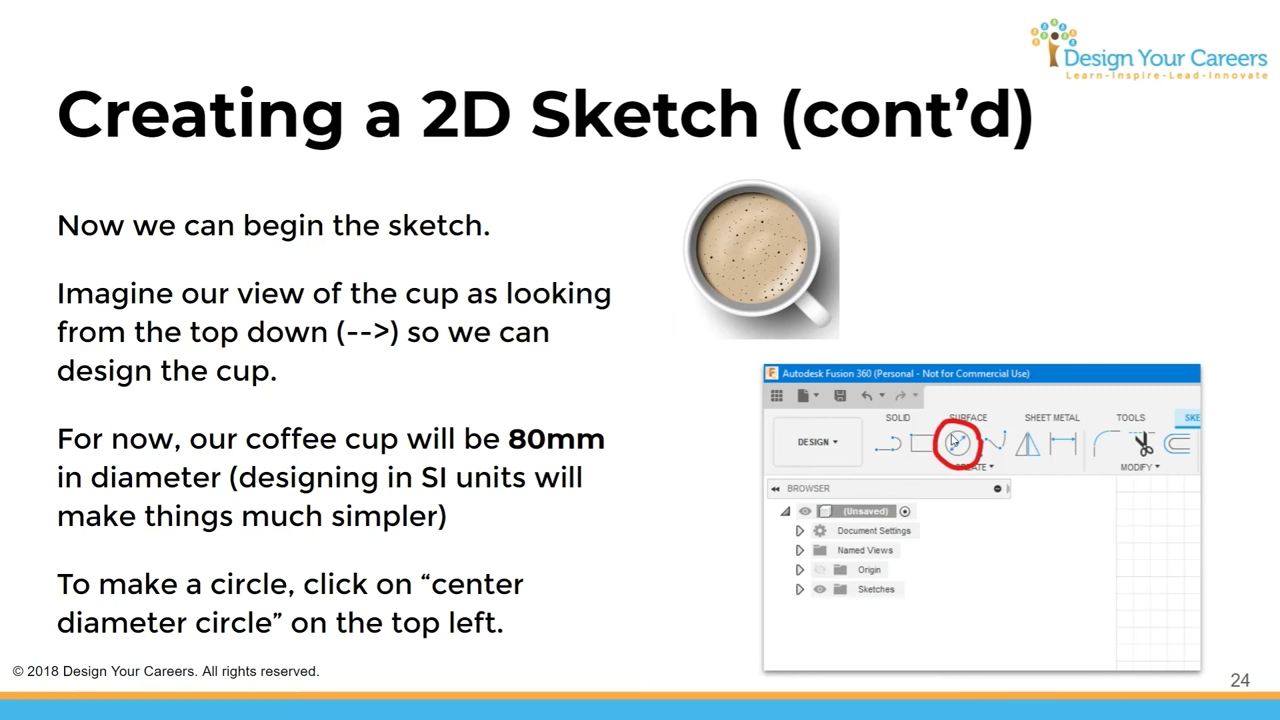 Design Your Careers
Learn-Inspire-Lead-Innovate
Creating a 2D Sketch (cont’d)
Now we can begin the sketch.
Imagine our view of the cup as looking
from the top down (-->) so we can
design the cup.
For now, our coffee cup will be 80mm
in diameter (designing in SI units will
make things much simpler)
To make a circle, click on “center
diameter circle” on the top left.
F Autodesk Fusion 360 (Personal - Not for Commercial Use)
SOLID SURFACE SHEET METAL TOOLS SKE
DESIGN
CREATE MODIFY
BROWSER
(Unsaved)
Document Settings
Named Views
Origin
Sketches
© 2018 Design Your Careers. All rights reserved.
24